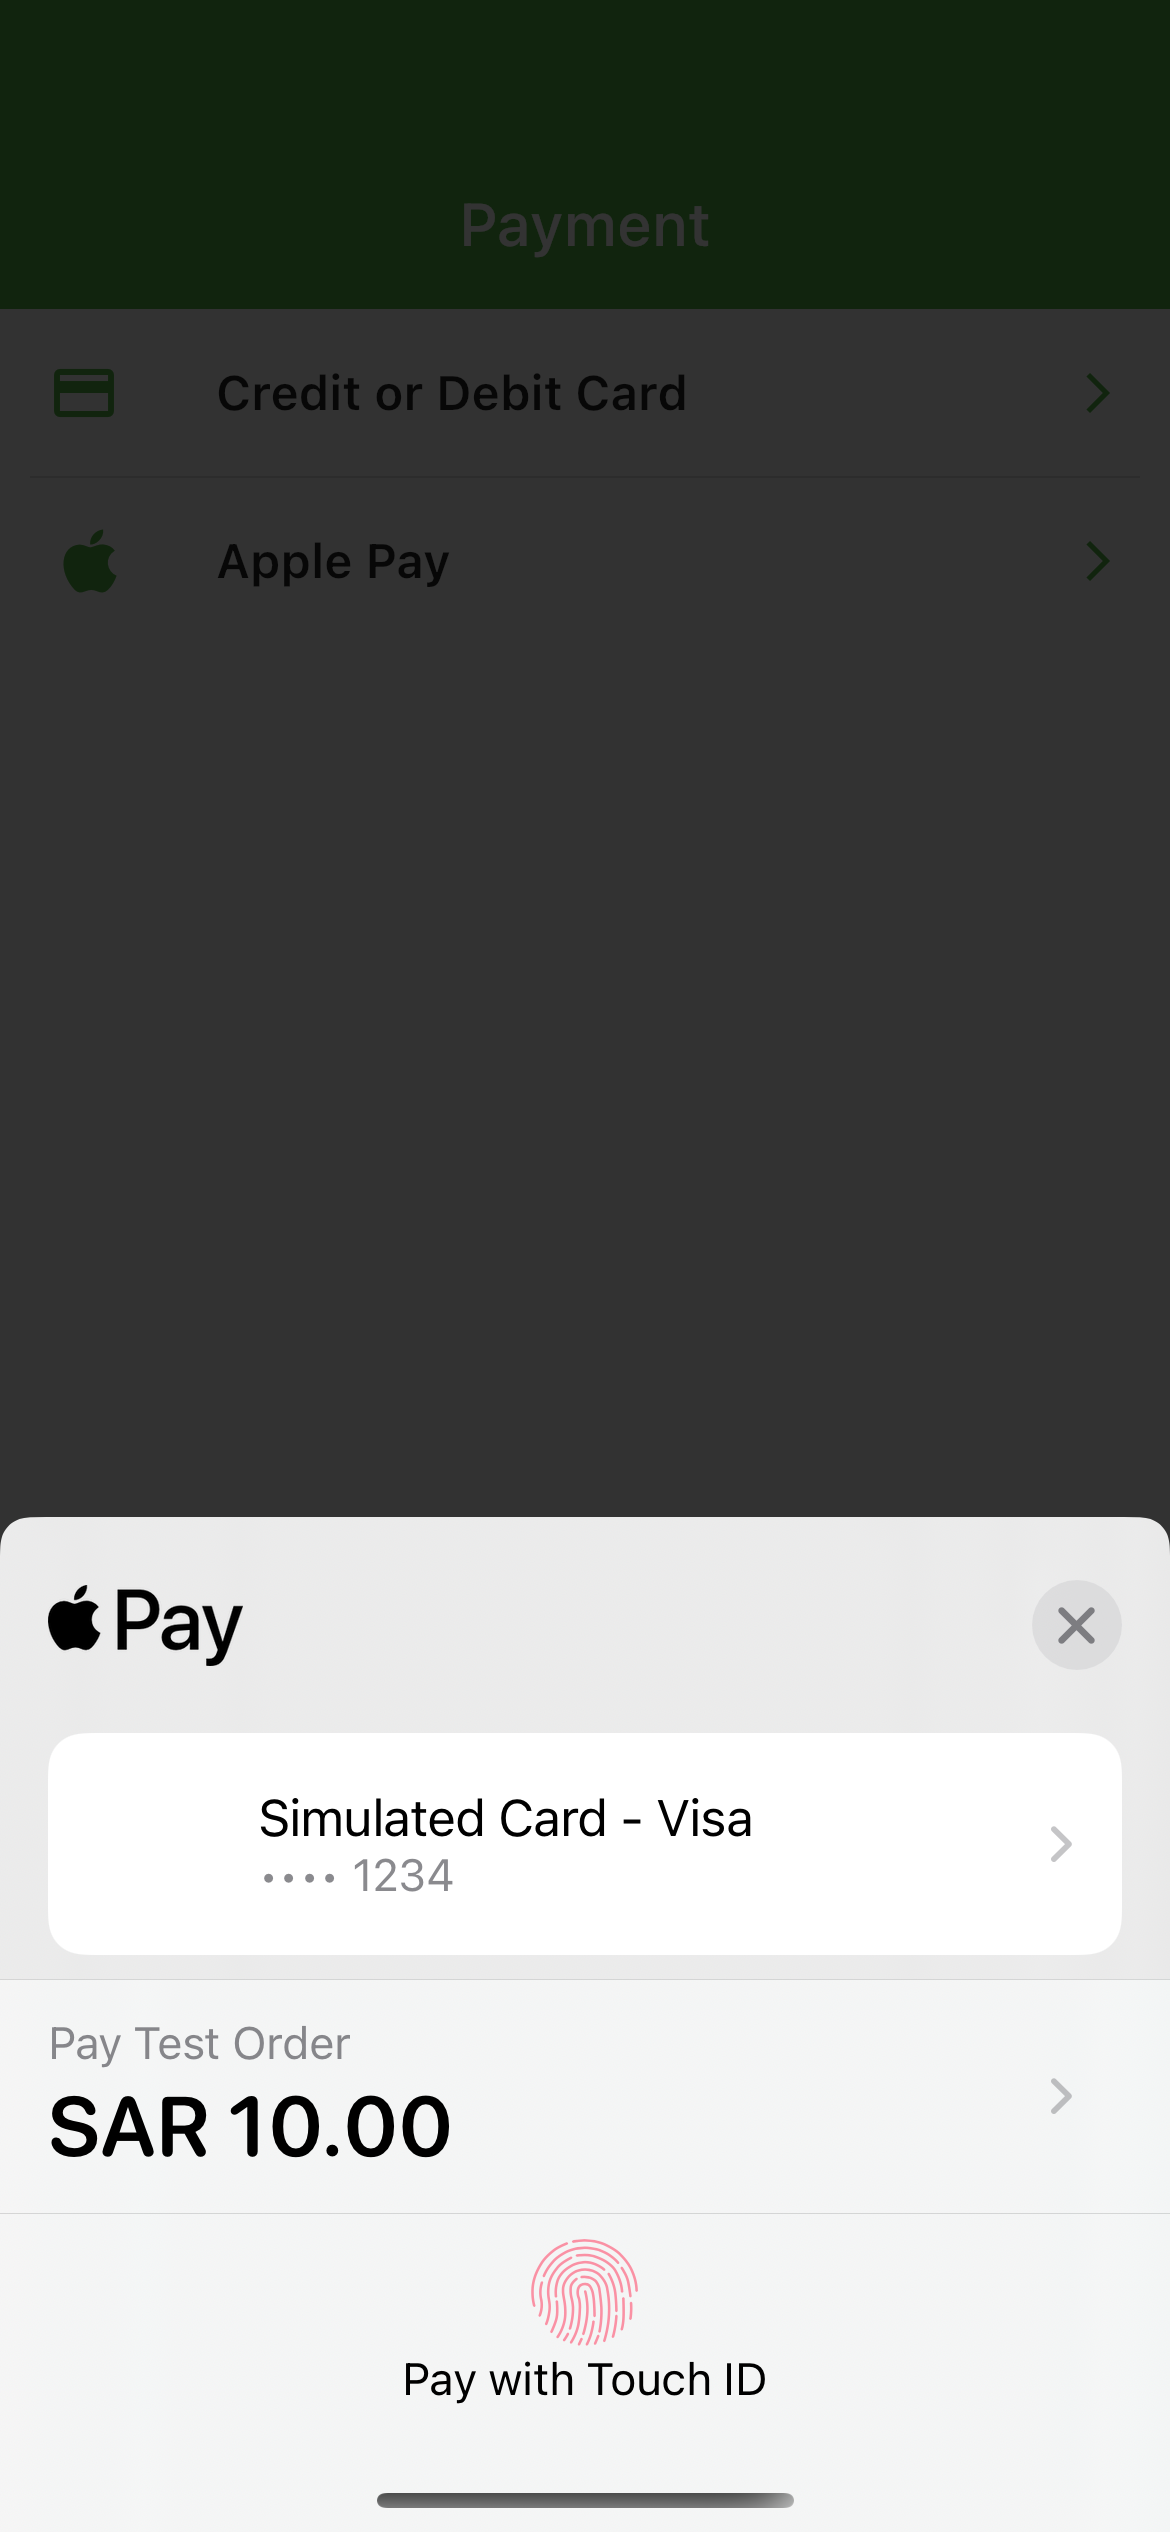 Payment
Credit or Debit Card
Apple Pay
Pay
Simulated Card - Visa
•••• 1234
Pay Test Order
SAR 10.00
Pay with Touch ID